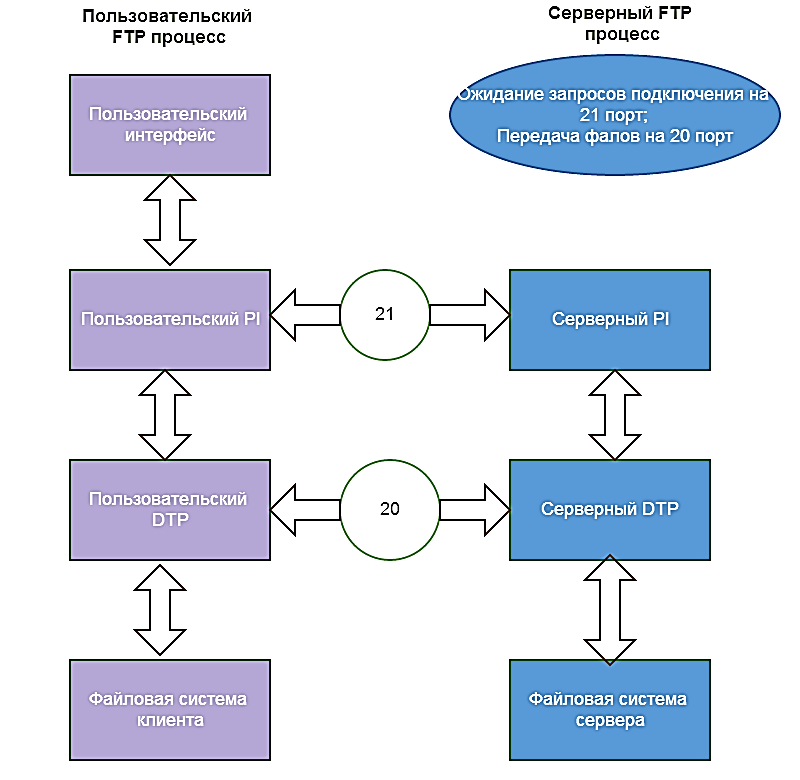 Пользовательский
FTP процесс
Серверный FTP
процесс
Пользовательский
интерфейс
Ожидание запросов подключения на
21 порт;
Передача фалов на 20 порт
Пользовательский PI
21
Серверный PI
Пользовательский
DTP
20
Серверный DTP
Файловая система
клиента
Файловая система
сервера